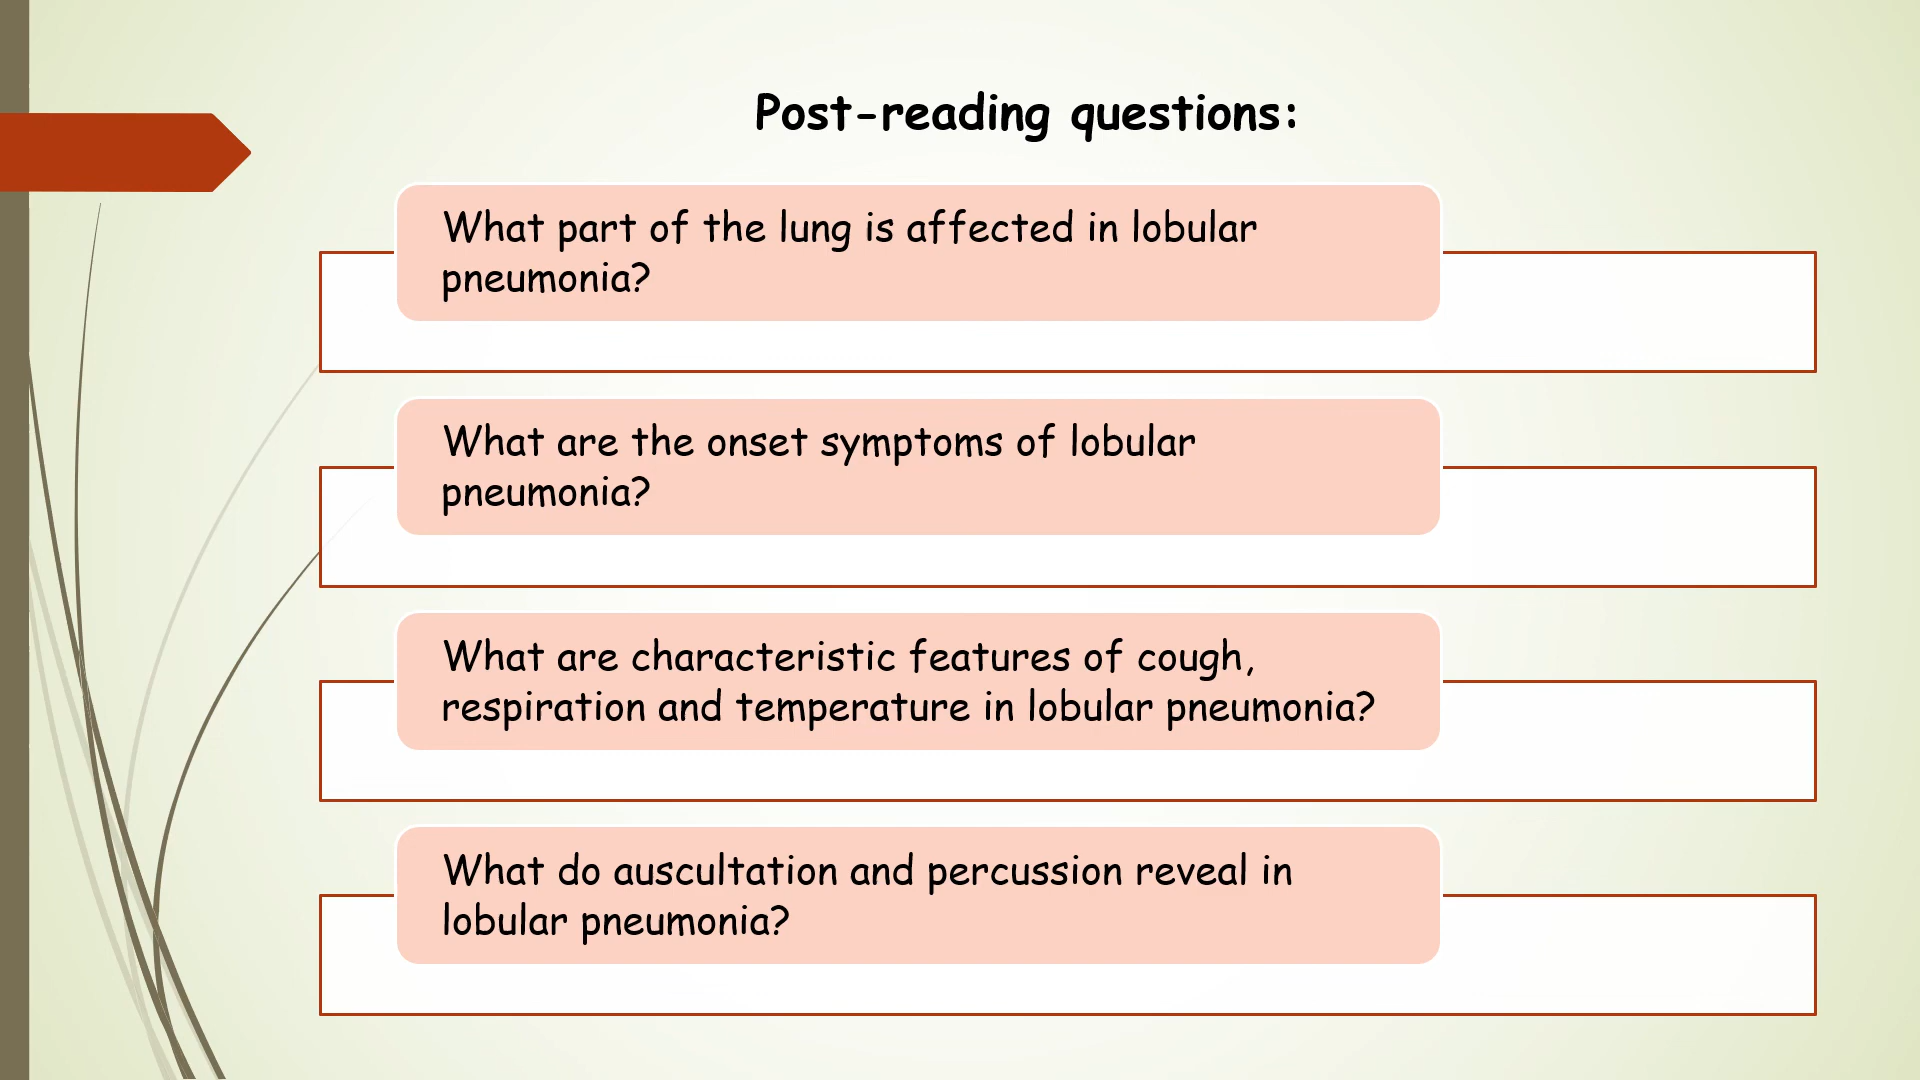 Post-reading questions:
What part of the lung is affected in lobular
pneumonia?
What are the onset symptoms of lobular
pneumonia?
What are characteristic features of cough,
respiration and temperature in lobular pneumonia?
What do auscultation and percussion reveal in
lobular pneumonia?